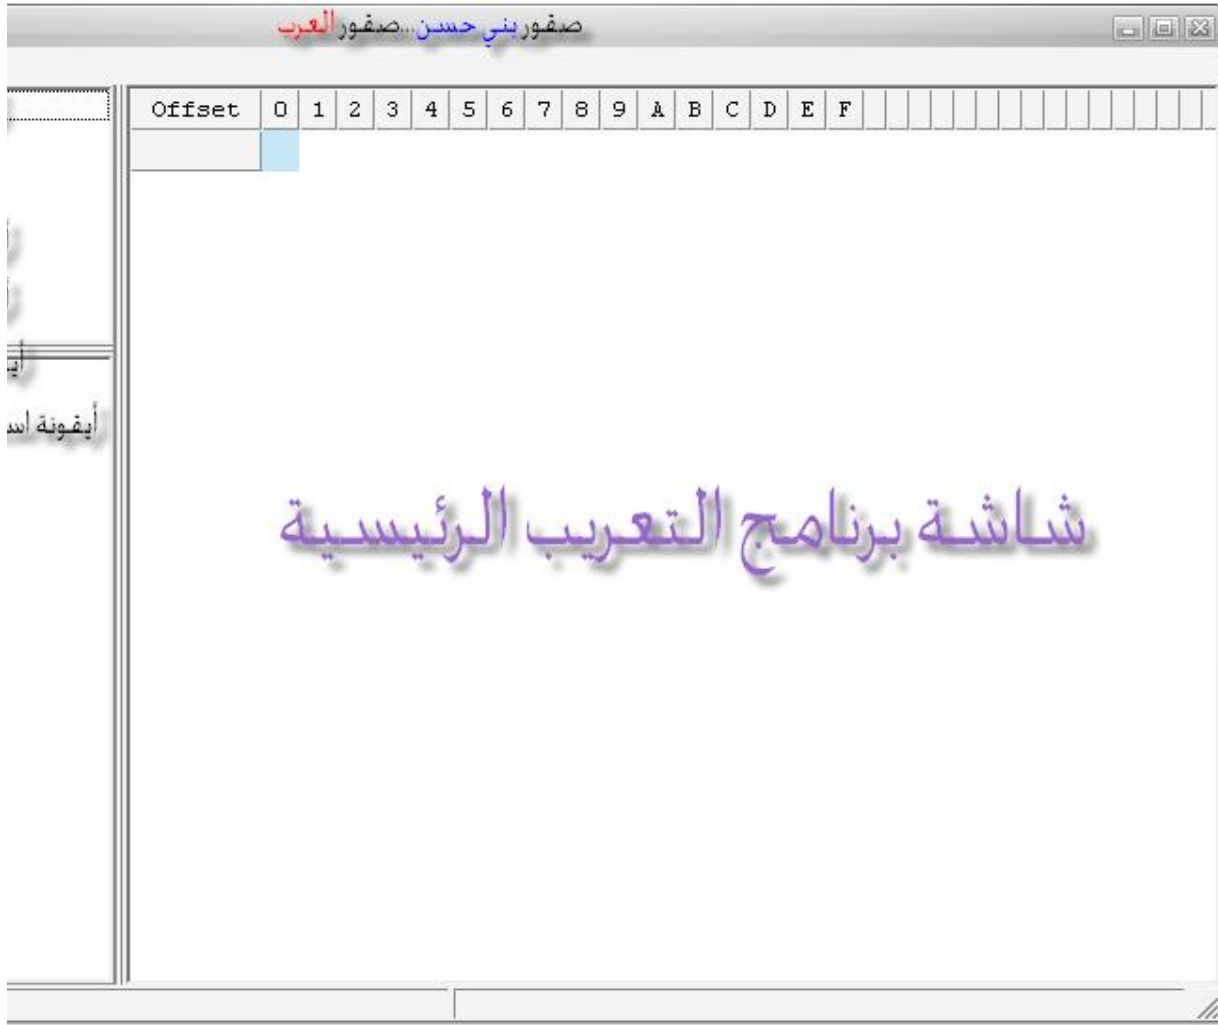 صقور بني حسن...صقور العرب
Offset 0 1 2 3 4 5 6 7 8 9 A B C D E F
أيقونة
شاشة برنامج التعريب الرئيسية